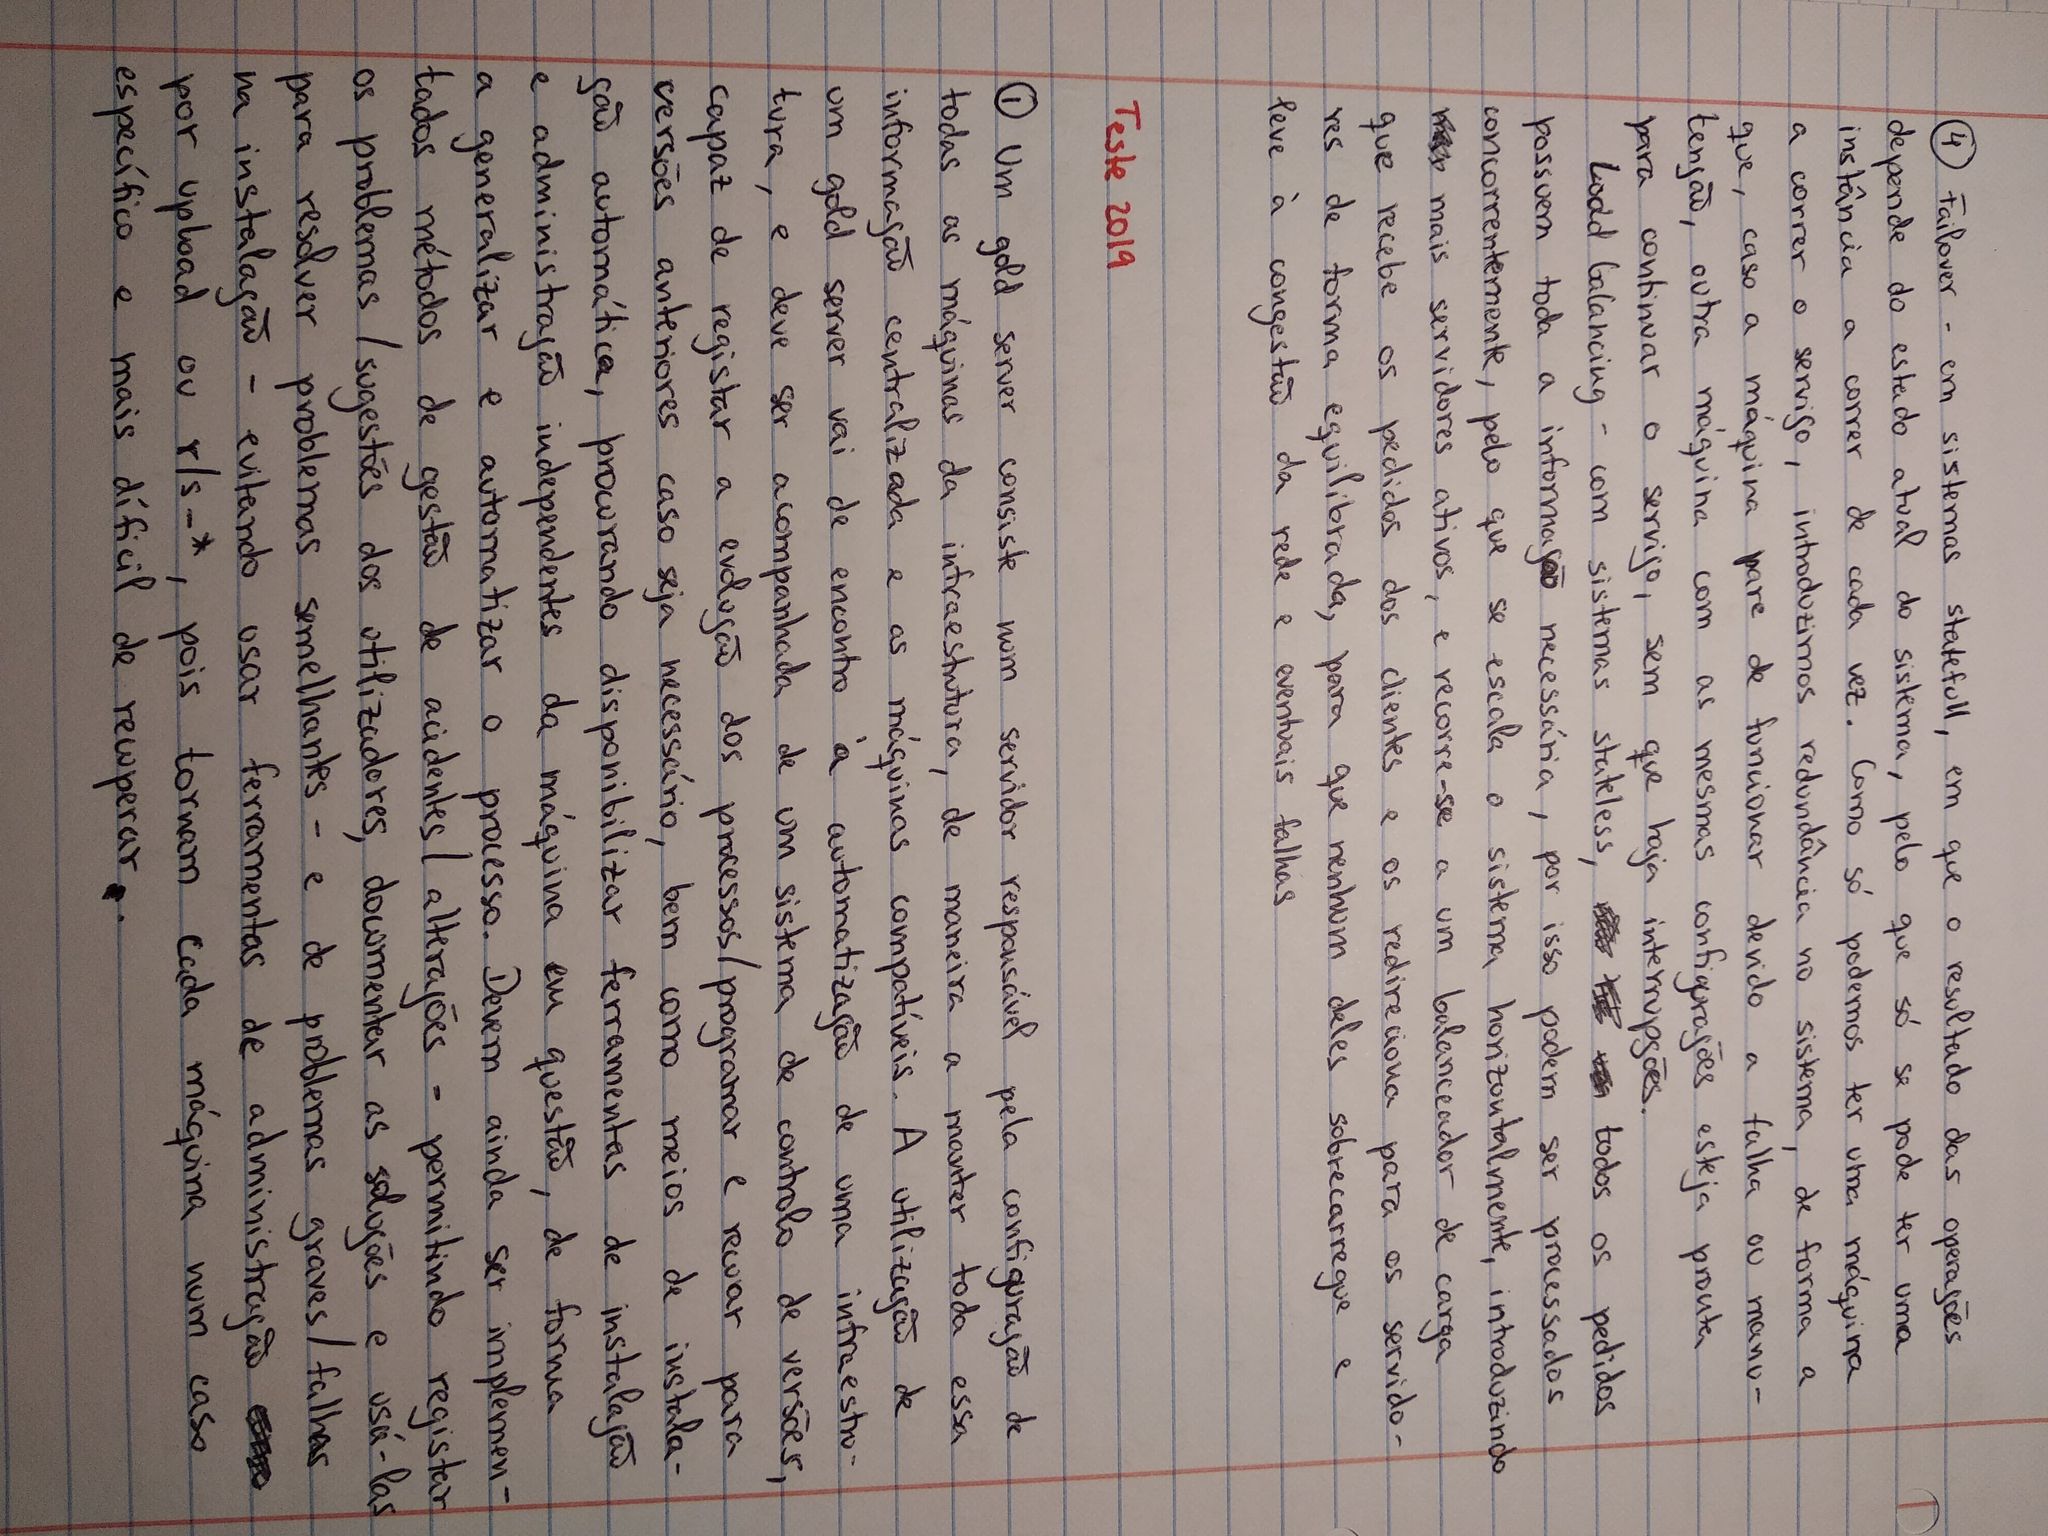 ④ Failover - em sistemas statefull, em que o resultado das operações
depende do estado atual do sistema, pelo que só se pode ter uma
instância a correr de cada vez. Como só podemos ter uma máquina
a correr o serviço, introduzimos redundância no sistema, de forma a
que, caso a máquina pare de funcionar devido a falha ou manu-
tenção, outra máquina com as mesmas configurações esteja pronta
para continuar o serviço, sem que haja interrupções.
Load balancing - com sistemas stateless, todos os pedidos
possuem toda a informação necessária, por isso podem ser processados
concorrentemente, pelo que se escala o sistema horizontalmente, introduzindo
mais servidores ativos, e recorre-se a um balanceador de carga
que recebe os pedidos dos clientes e os redireciona para os servido-
res de forma equilibrada, para que nenhum deles sobrecarregue e
leve à congestão da rede e eventuais falhas
Teste 2019
① Um gold server consiste num servidor responsável pela configuração de
todas as máquinas da infraestrutura, de maneira a manter toda essa
informação centralizada e as máquinas compatíveis. A utilização de
um gold server vai de encontro à automatização de uma infraestru-
tura, e deve ser acompanhada de um sistema de controlo de versões,
capaz de registar a evolução dos processos/programar e recuar para
versões anteriores caso seja necessário, bem como meios de instala-
ção automática, procurando disponibilizar ferramentas de instalação
e administração independentes da máquina em questão, de forma
a generalizar e automatizar o processo. Devem ainda ser implemen-
tados métodos de gestão de acidentes/alterações - permitindo registar
os problemas/sugestões dos utilizadores, documentar as soluções e usá-las
para resolver problemas semelhantes - e de problemas graves/falhas
na instalação - evitando usar ferramentas de administração
por upload ou r/s-*, pois tornam cada máquina num caso
específico e mais díficil de recuperar.